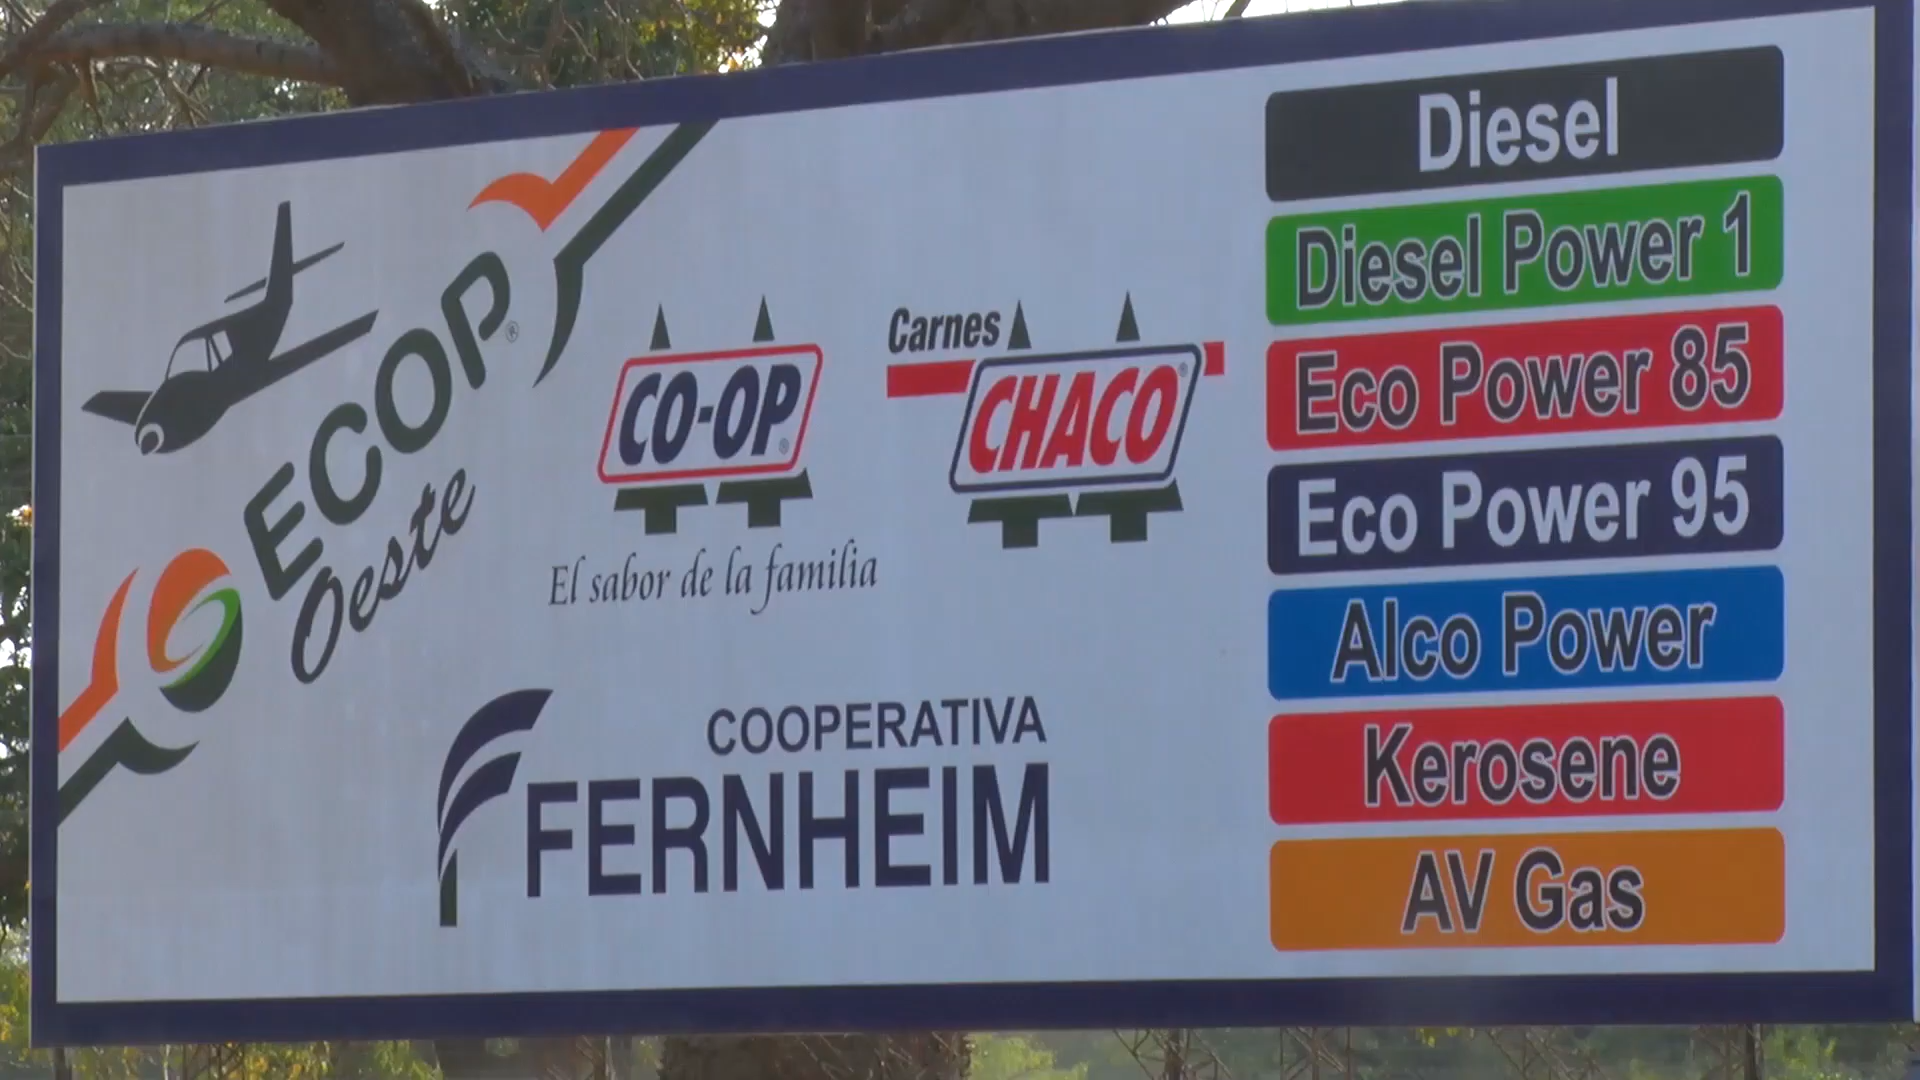 ECOP®
Oeste
CO-OP®
El sabor de la familia
Carnes
CHACO®
COOPERATIVA
FERNHEIM
Diesel
Diesel Power 1
Eco Power 85
Eco Power 95
Alco Power
Kerosene
AV Gas